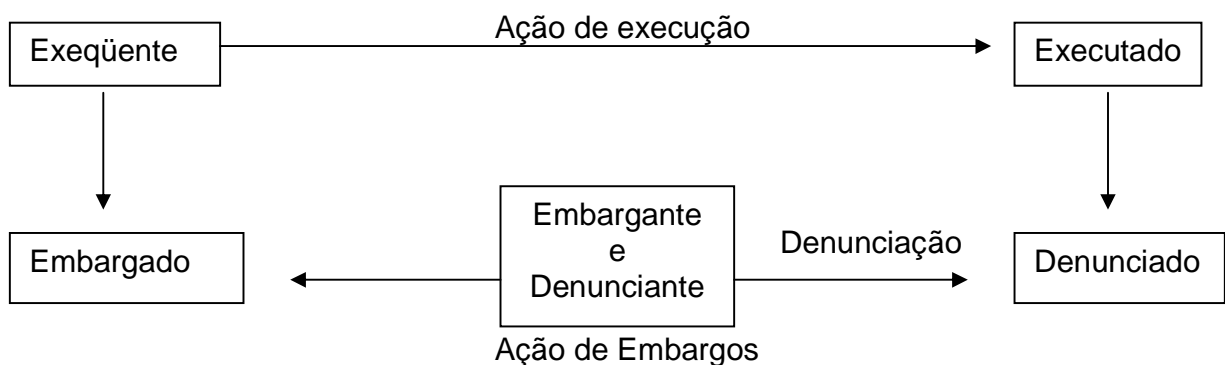 Ação de execução
Exeqüente
Executado
Embargante
e
Denunciante
Denunciação
Embargado
Denunciado
Ação de Embargos